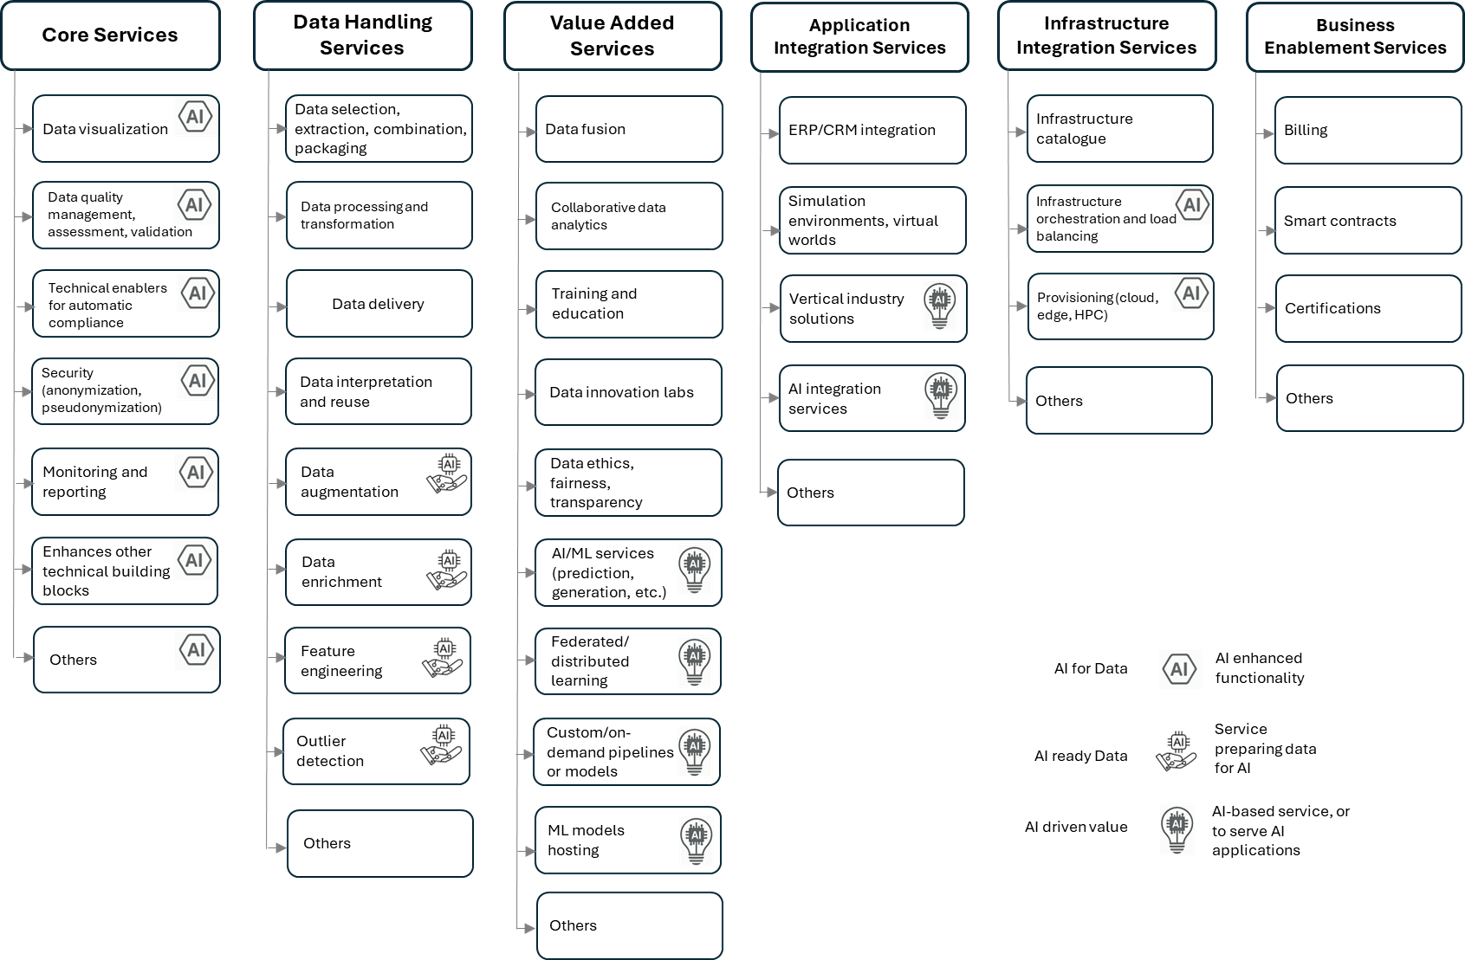 Core Services
Data visualization
AI
Data quality
management,
assessment, validation
AI
Technical enablers
for automatic
compliance
AI
Security
(anonymization,
pseudonymization)
AI
Monitoring and
reporting
AI
Enhances other
technical building
blocks
AI
Others
AI
Data Handling
Services
Data selection,
extraction, combination,
packaging
Data processing and
transformation
Data delivery
Data interpretation
and reuse
Data
augmentation
AI
Data
enrichment
AI
Feature
engineering
AI
Outlier
detection
AI
Others
Value Added
Services
Data fusion
Collaborative data
analytics
Training and
education
Data innovation labs
Data ethics,
fairness,
transparency
AI/ML services
(prediction,
generation, etc.)
AI
Federated/
distributed
learning
AI
Custom/on-
demand pipelines
or models
AI
ML models
hosting
AI
Others
Application
Integration Services
ERP/CRM integration
Simulation
environments, virtual
worlds
Vertical industry
solutions
AI
AI integration
services
AI
Others
Infrastructure
Integration Services
Infrastructure
catalogue
Infrastructure
orchestration and load
balancing
AI
Provisioning (cloud,
edge, HPC)
AI
Others
Business
Enablement Services
Billing
Smart contracts
Certifications
Others
AI for Data
AI
AI enhanced
functionality
AI ready Data
AI
Service
preparing data
for AI
AI driven value
AI
AI-based service, or
to serve AI
applications